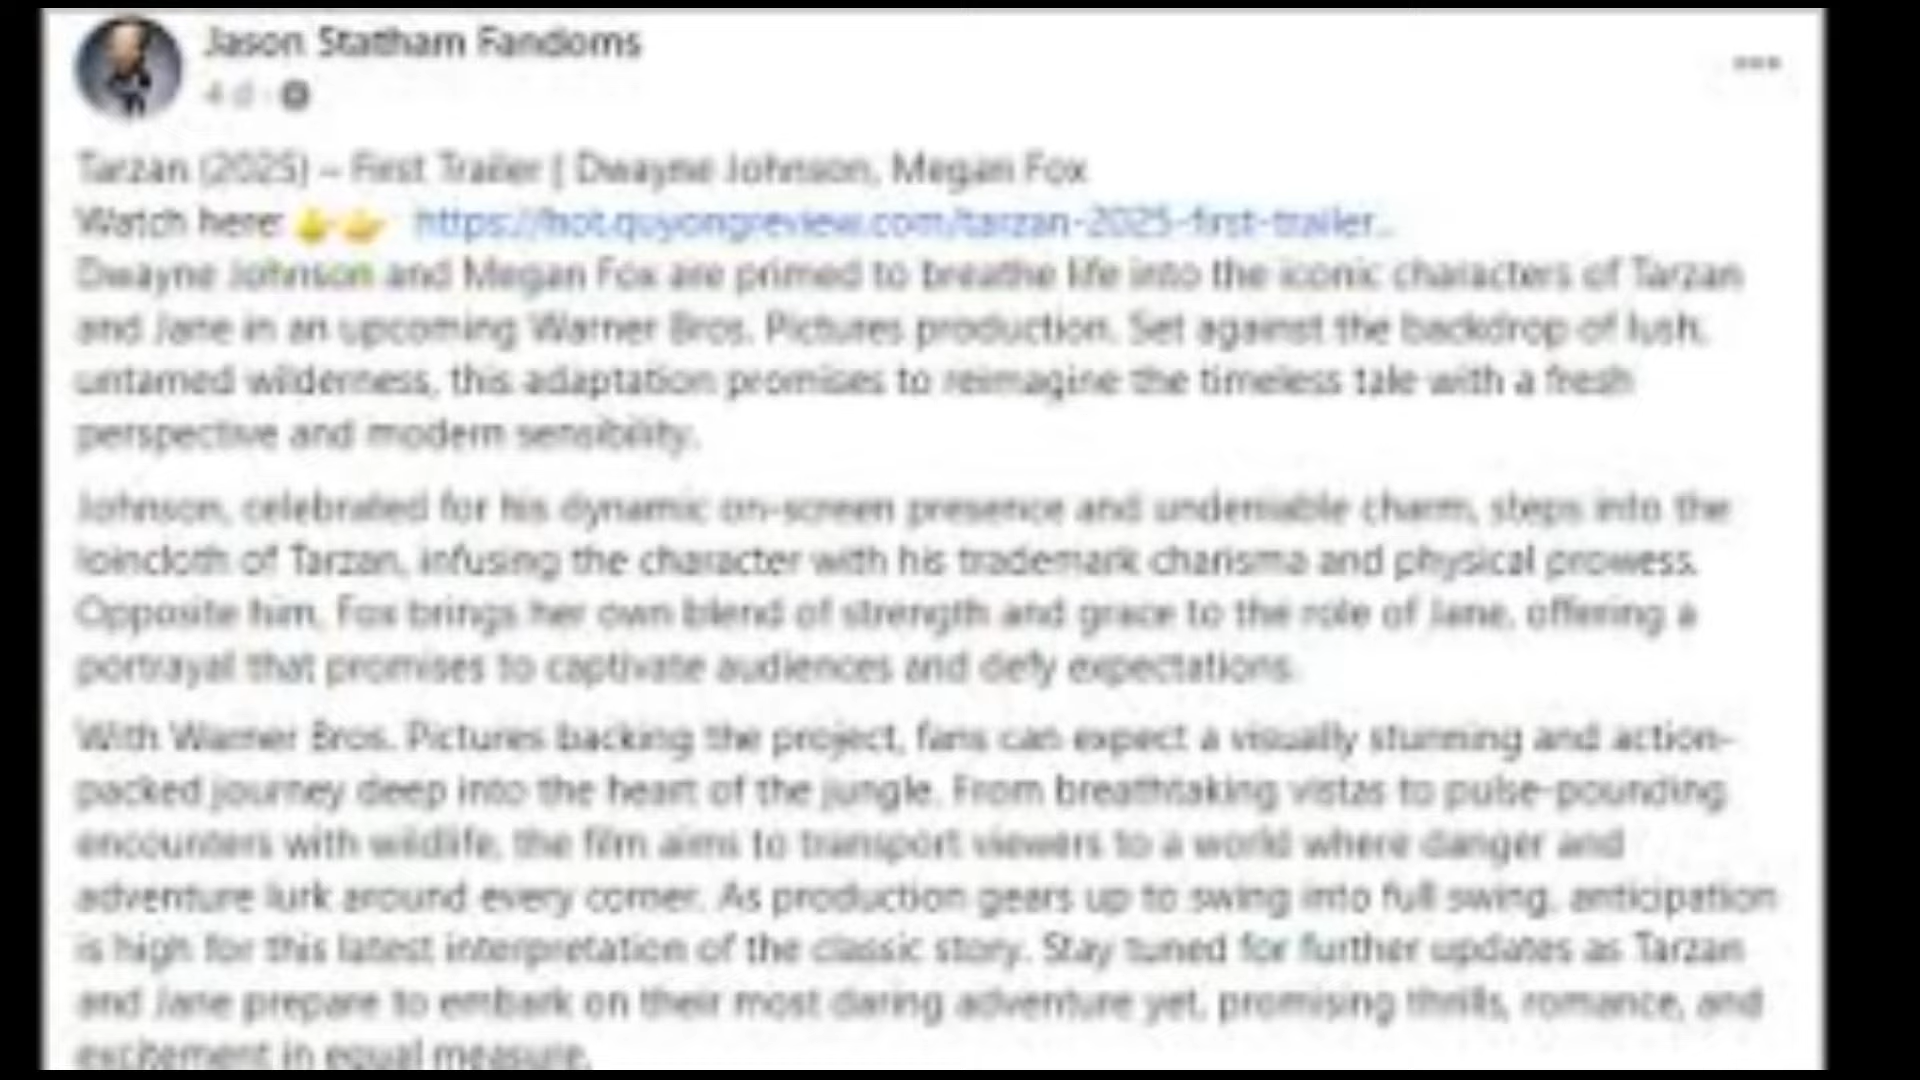 Jason Statham Fandoms
4 d ·
Tarzan (2025) – First Trailer | Dwayne Johnson, Megan Fox
Watch here: 👉👉 https://hot.quyongreview.com/tarzan-2025-first-trailer...
Dwayne Johnson and Megan Fox are primed to breathe life into the iconic characters of Tarzan
and Jane in an upcoming Warner Bros. Pictures production. Set against the backdrop of lush,
untamed wilderness, this adaptation promises to reimagine the timeless tale with a fresh
perspective and modern sensibility.
Johnson, celebrated for his dynamic on-screen presence and undeniable charm, steps into the
loincloth of Tarzan, infusing the character with his trademark charisma and physical prowess.
Opposite him, Fox brings her own blend of strength and grace to the role of Jane, offering a
portrayal that promises to captivate audiences and defy expectations.
With Warner Bros. Pictures backing the project, fans can expect a visually stunning and action-
packed journey deep into the heart of the jungle. From breathtaking vistas to pulse-pounding
encounters with wildlife, the film aims to transport viewers to a world where danger and
adventure lurk around every corner. As production gears up to swing into full swing, anticipation
is high for this latest interpretation of the classic story. Stay tuned for further updates as Tarzan
and Jane prepare to embark on their most daring adventure yet, promising thrills, romance, and
excitement in equal measure.